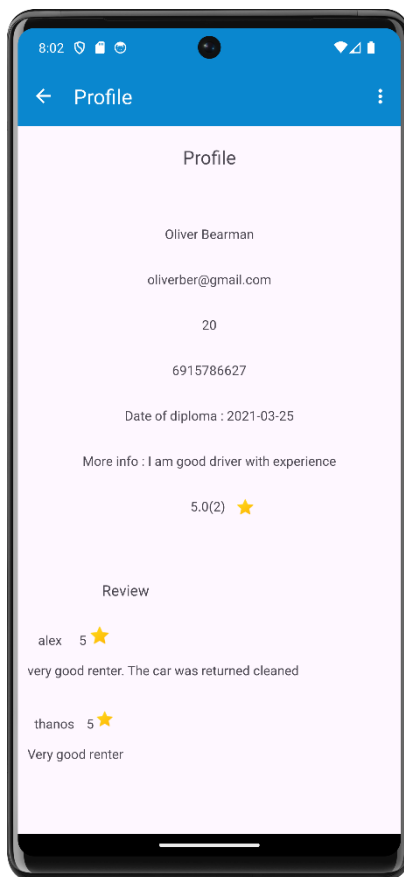 8:02
Profile
Profile
Oliver Bearman
oliverber@gmail.com
20
6915786627
Date of diploma : 2021-03-25
More info : I am good driver with experience
5.0(2)
Review
alex 5
very good renter. The car was returned cleaned
thanos 5
Very good renter